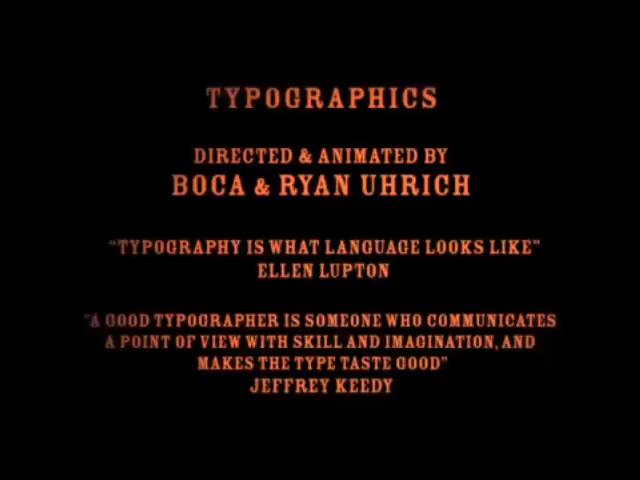 TYPOGRAPHICS
DIRECTED & ANIMATED BY
BOCA & RYAN UHRICH
"TYPOGRAPHY IS WHAT LANGUAGE LOOKS LIKE"
ELLEN LUPTON
"A GOOD TYPOGRAPHER IS SOMEONE WHO COMMUNICATES
A POINT OF VIEW WITH SKILL AND IMAGINATION, AND
MAKES THE TYPE TASTE GOOD"
JEFFREY KEEDY